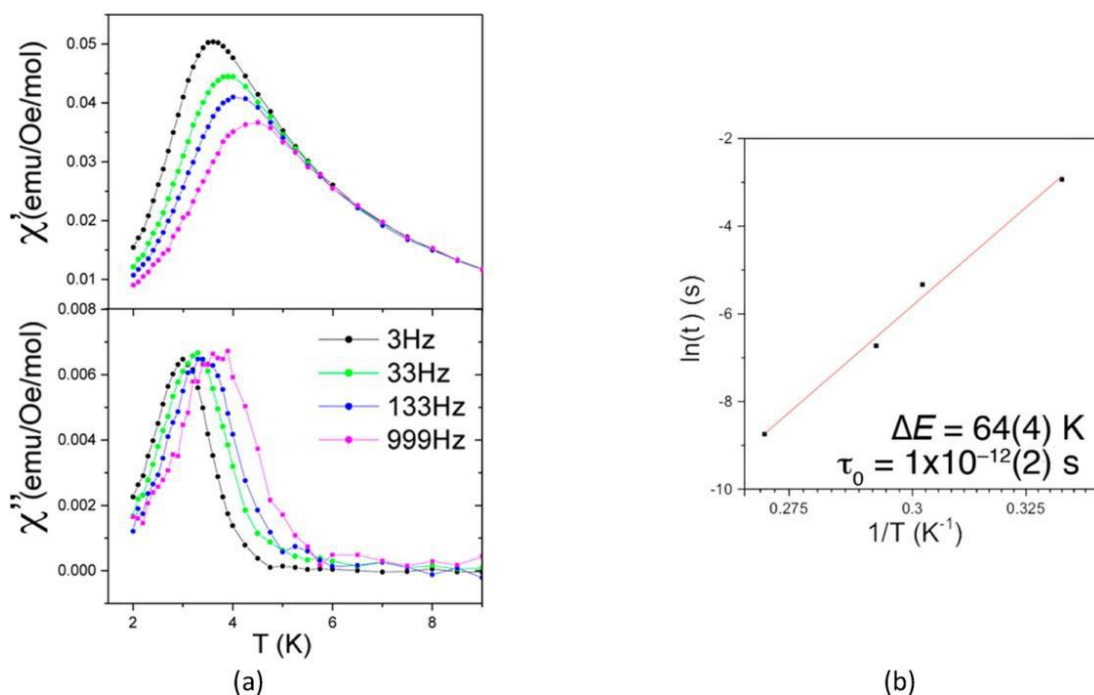 0.05
0.04
0.03
0.02
0.01
χ'(emu/Oe/mol)
0.008
0.006
0.004
0.002
0.000
χ''(emu/Oe/mol)
3Hz
33Hz
133Hz
999Hz
2 4 6 8
T (K)
(a)
-2
-4
-6
-8
-10
ln(t) (s)
ΔE = 64(4) K
τ₀ = 1x10⁻¹²(2) s
0.275 0.3 0.325
1/T (K⁻¹)
(b)